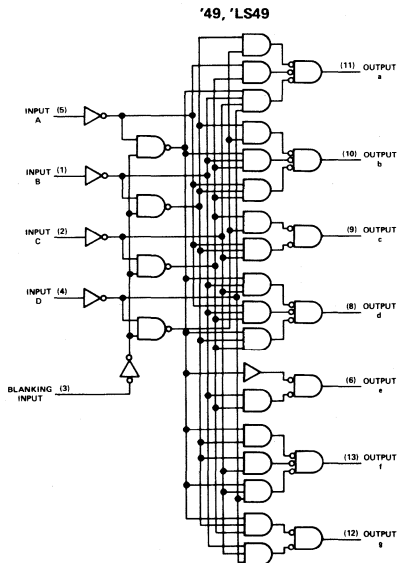 '49, 'LS49
(11) OUTPUT
a
INPUT (5)
A
(10) OUTPUT
b
INPUT (1)
B
INPUT (2)
C
(9) OUTPUT
c
INPUT (4)
D
(8) OUTPUT
d
BLANKING (3)
INPUT
(6) OUTPUT
e
(13) OUTPUT
f
(12) OUTPUT
g